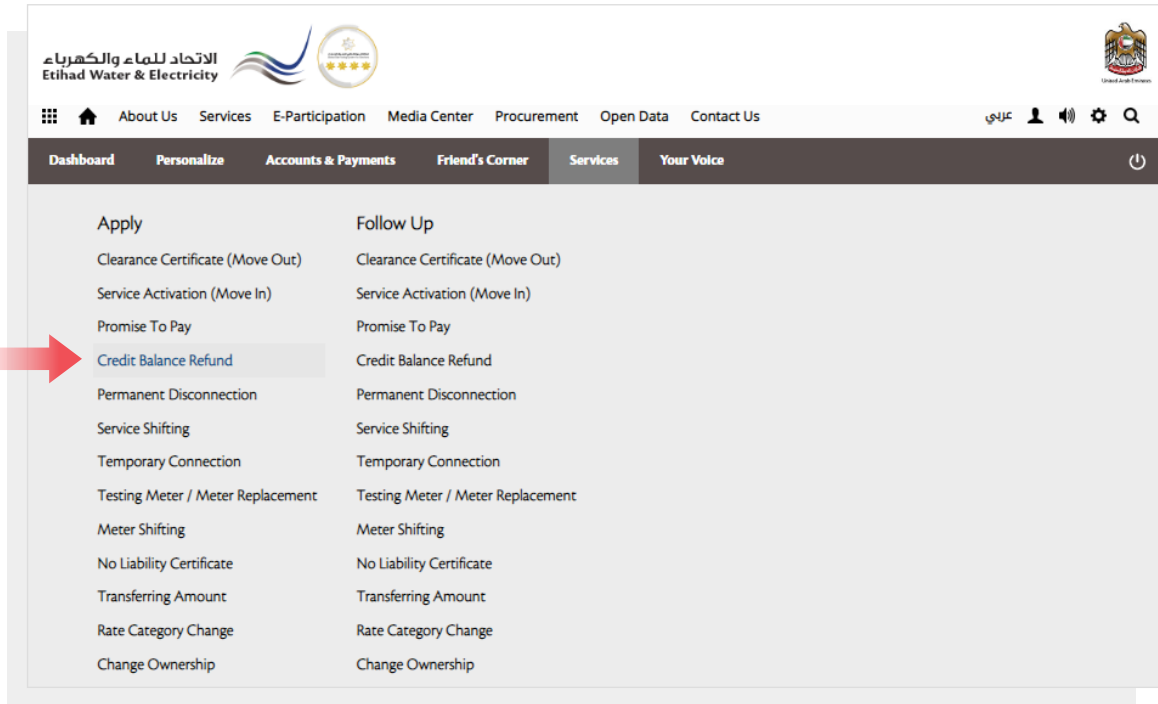 الاتحاد للماء والكهرباء
Etihad Water & Electricity
United Arab Emirates
About Us Services E-Participation Media Center Procurement Open Data Contact Us عربي
Dashboard Personalize Accounts & Payments Friend's Corner Services Your Voice
Apply Follow Up
Clearance Certificate (Move Out) Clearance Certificate (Move Out)
Service Activation (Move In) Service Activation (Move In)
Promise To Pay Promise To Pay
Credit Balance Refund Credit Balance Refund
Permanent Disconnection Permanent Disconnection
Service Shifting Service Shifting
Temporary Connection Temporary Connection
Testing Meter / Meter Replacement Testing Meter / Meter Replacement
Meter Shifting Meter Shifting
No Liability Certificate No Liability Certificate
Transferring Amount Transferring Amount
Rate Category Change Rate Category Change
Change Ownership Change Ownership